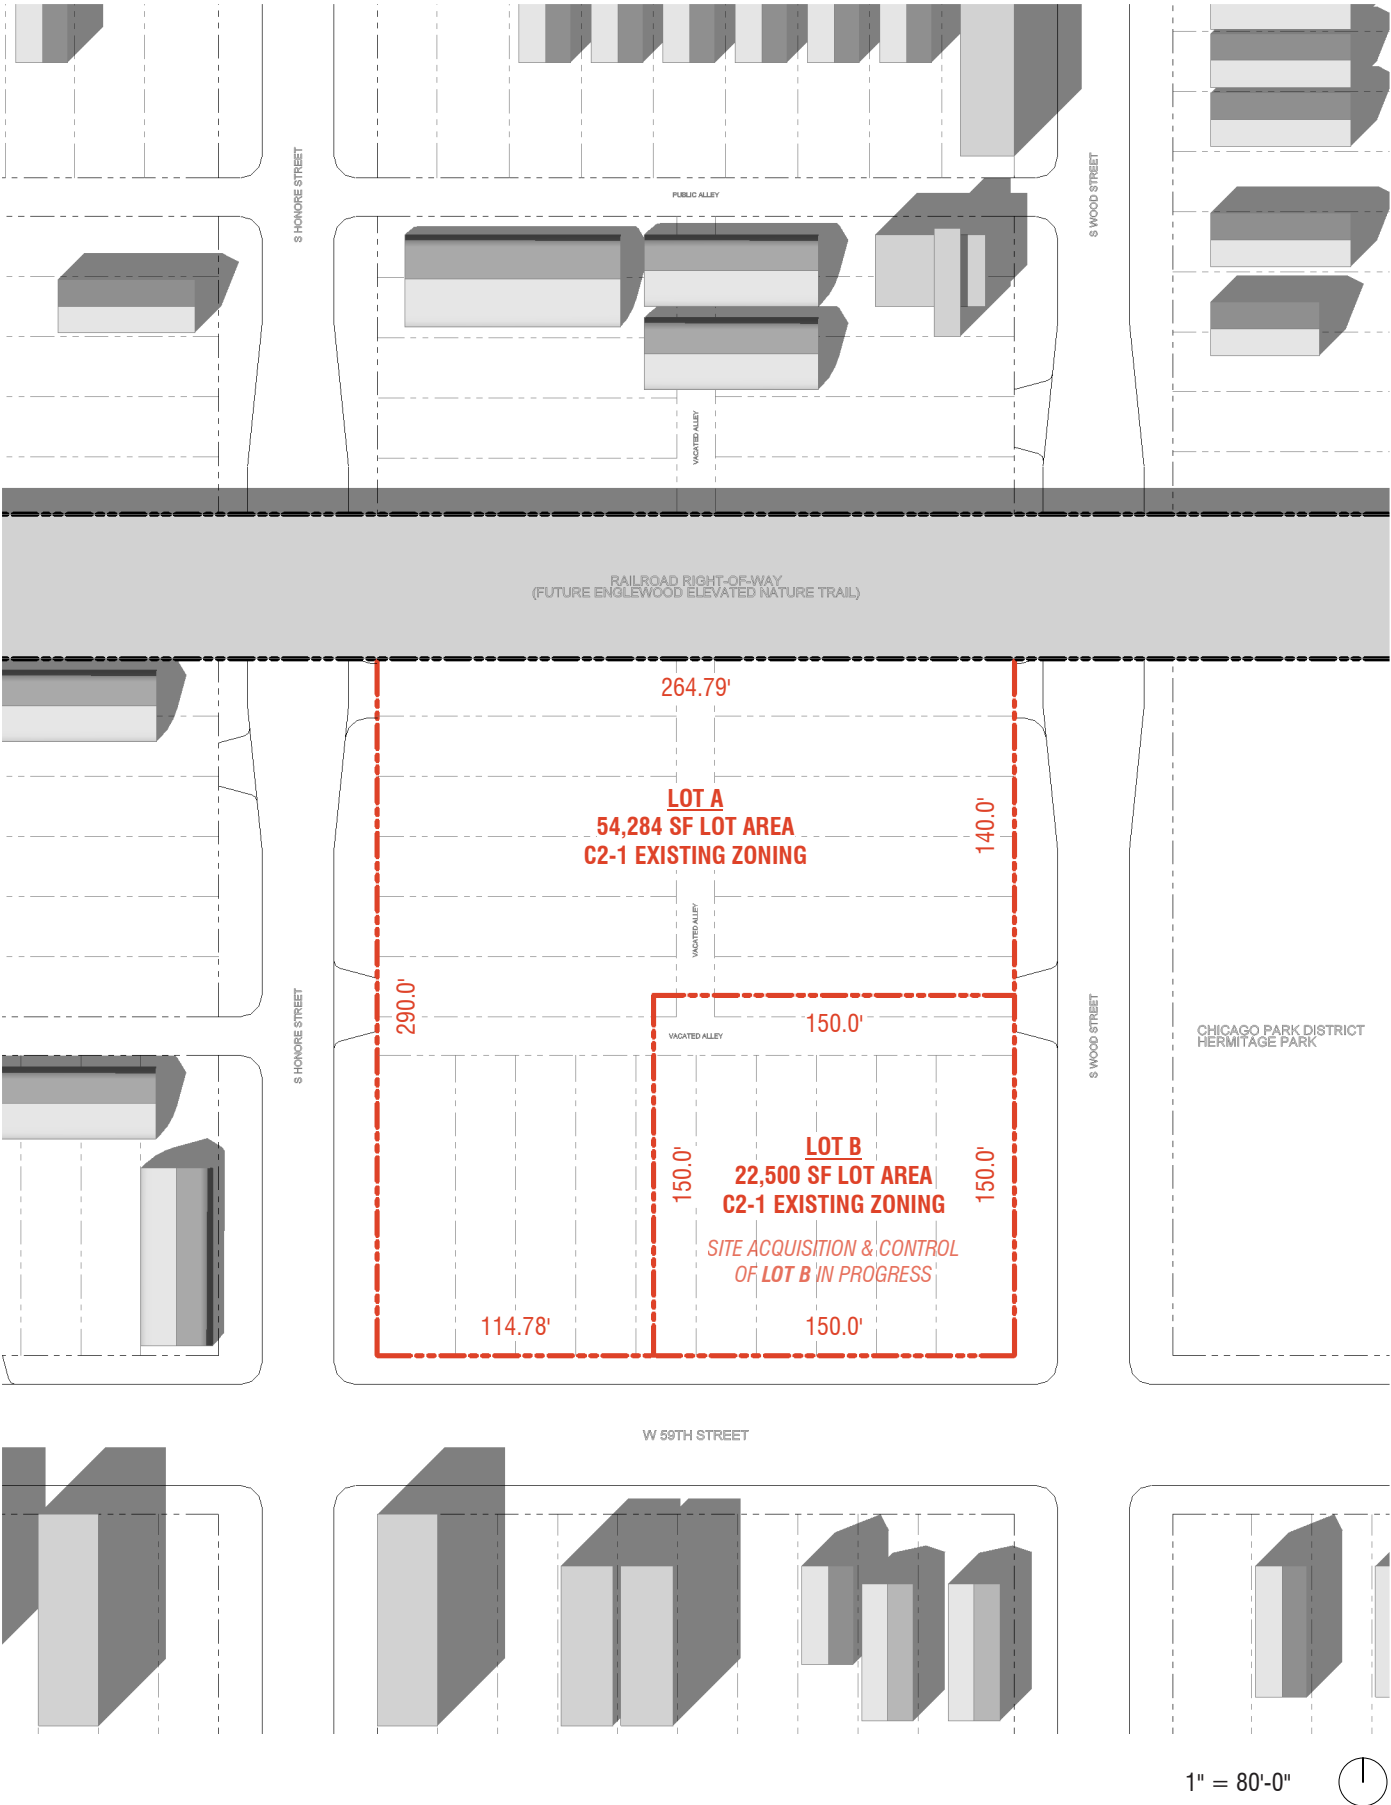 S HONORE STREET
S WOOD STREET
PUBLIC ALLEY
VACATED ALLEY
RAILROAD RIGHT-OF-WAY
(FUTURE ENGLEWOOD ELEVATED NATURE TRAIL)
264.79'
LOT A
54,284 SF LOT AREA
C2-1 EXISTING ZONING
140.0'
VACATED ALLEY
290.0'
150.0'
VACATED ALLEY
S HONORE STREET
S WOOD STREET
CHICAGO PARK DISTRICT
HERMITAGE PARK
LOT B
22,500 SF LOT AREA
C2-1 EXISTING ZONING
150.0'
150.0'
SITE ACQUISITION & CONTROL
OF LOT B IN PROGRESS
114.78'
150.0'
W 59TH STREET
1" = 80'-0"